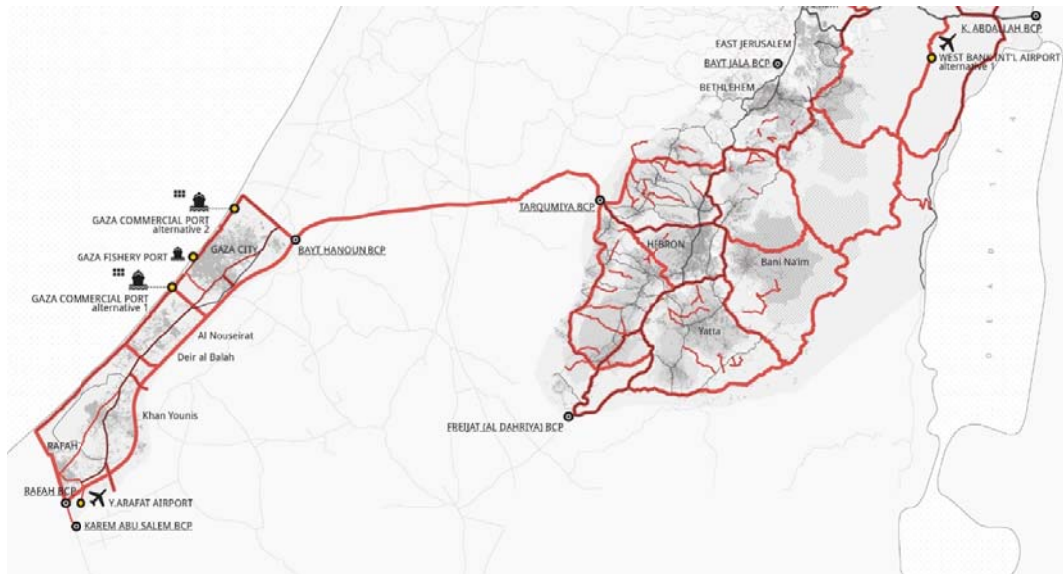 K. ABDALLAH BCP
EAST JERUSALEM
WEST BANK INT'L AIRPORT
alternative 1
BAYT JALA BCP
BETHLEHEM
GAZA COMMERCIAL PORT
alternative 2
TARQUMIYA BCP
GAZA CITY
BAYT HANOUN BCP
HEBRON
GAZA FISHERY PORT
Bani Na'im
GAZA COMMERCIAL PORT
alternative 1
Al Nouseirat
Yatta
Deir al Balah
Khan Younis
FREIJAT (AL DAHRIYA) BCP
RAFAH
RAFAH BCP
Y.ARAFAT AIRPORT
KAREM ABU SALEM BCP